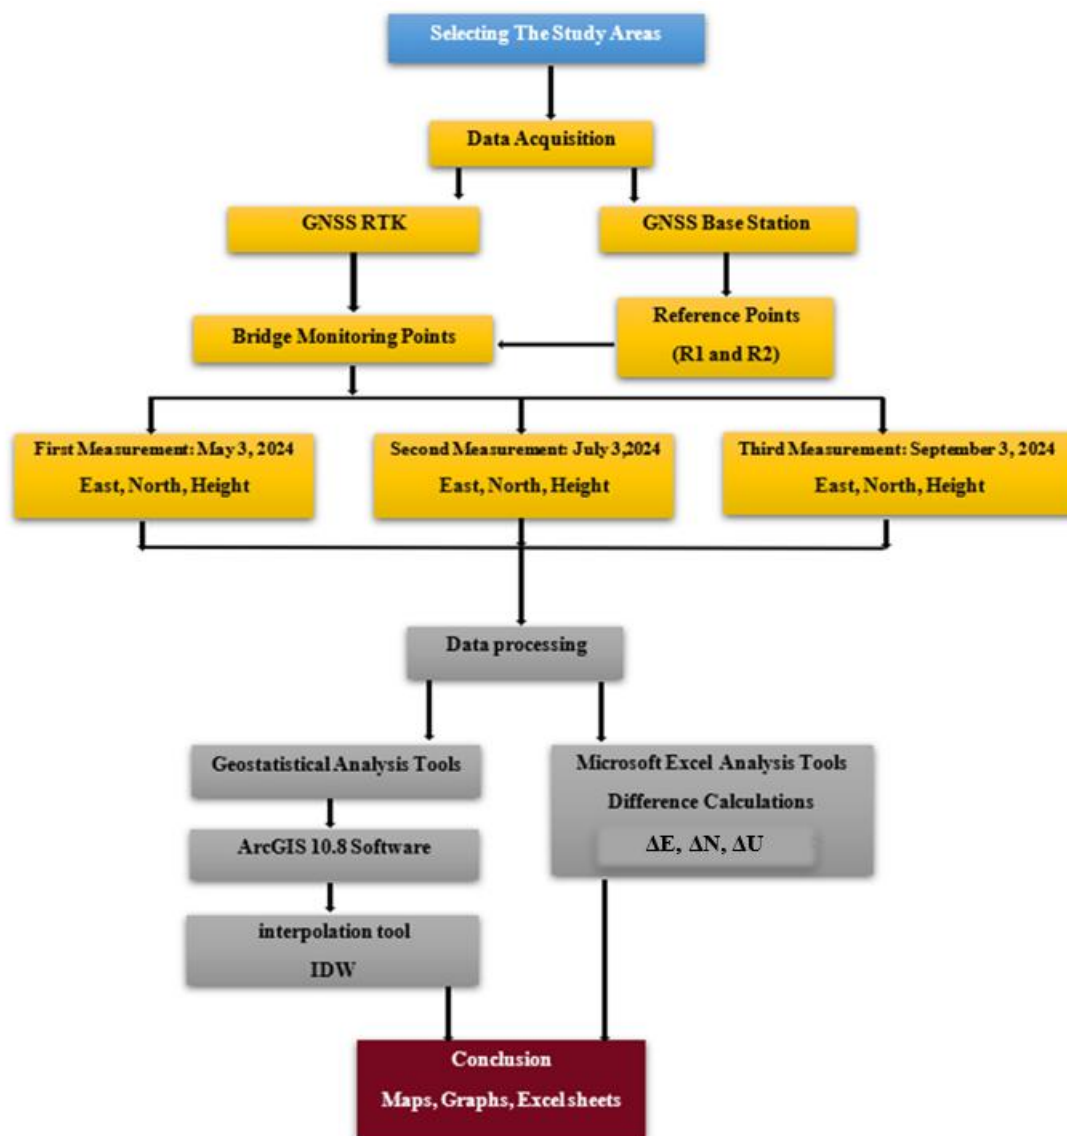 Selecting The Study Areas
Data Acquisition
GNSS RTK
GNSS Base Station
Bridge Monitoring Points
Reference Points
(R1 and R2)
First Measurement: May 3, 2024
East, North, Height
Second Measurement: July 3,2024
East, North, Height
Third Measurement: September 3, 2024
East, North, Height
Data processing
Geostatistical Analysis Tools
ArcGIS 10.8 Software
interpolation tool
IDW
Microsoft Excel Analysis Tools
Difference Calculations
ΔE, ΔN, ΔU
Conclusion
Maps, Graphs, Excel sheets